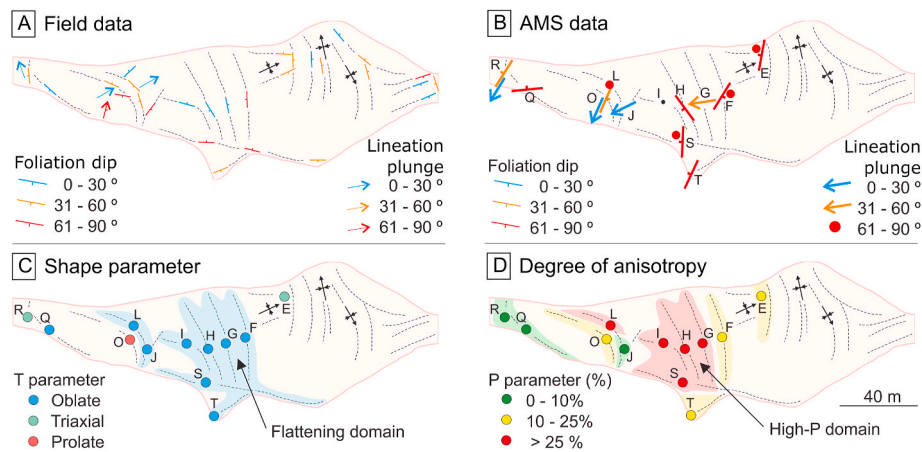 A Field data
Foliation dip
0 - 30 º
31 - 60 º
61 - 90 º
Lineation
plunge
0 - 30 º
31 - 60 º
61 - 90 º
B AMS data
R
Q
L
O
J
I
H
G
F
E
S
T
Foliation dip
0 - 30 º
31 - 60 º
61 - 90 º
Lineation
plunge
0 - 30 º
31 - 60 º
61 - 90 º
C Shape parameter
R
Q
L
O
J
I
H
G
F
E
S
T
T parameter
Oblate
Triaxial
Prolate
Flattening domain
D Degree of anisotropy
R
Q
L
O
J
I
H
G
F
E
S
T
P parameter (%)
0 - 10%
10 - 25%
> 25 %
High-P domain
40 m